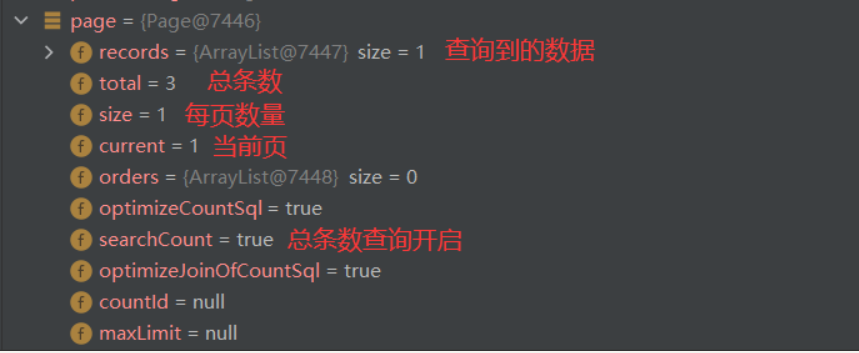 page = {Page@7446}
f records = {ArrayList@7447} size = 1 查询到的数据
f total = 3 总条数
f size = 1 每页数量
f current = 1 当前页
f orders = {ArrayList@7448} size = 0
f optimizeCountSql = true
f searchCount = true 总条数查询开启
f optimizeJoinOfCountSql = true
f countId = null
f maxLimit = null